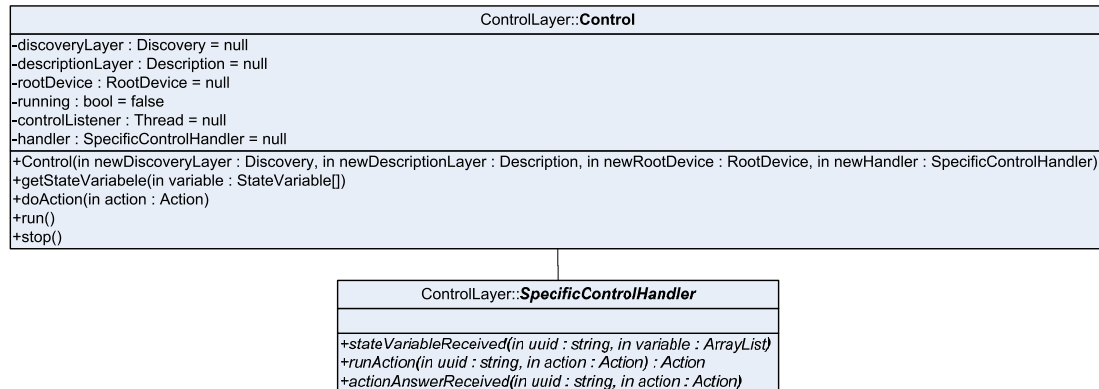 ControlLayer::Control
-discoveryLayer : Discovery = null
-descriptionLayer : Description = null
-rootDevice : RootDevice = null
-running : bool = false
-controlListener : Thread = null
-handler : SpecificControlHandler = null
+Control(in newDiscoveryLayer : Discovery, in newDescriptionLayer : Description, in newRootDevice : RootDevice, in newHandler : SpecificControlHandler)
+getStateVariabele(in variable : StateVariable[])
+doAction(in action : Action)
+run()
+stop()
ControlLayer::SpecificControlHandler
+stateVariableReceived(in uuid : string, in variable : ArrayList)
+runAction(in uuid : string, in action : Action) : Action
+actionAnswerReceived(in uuid : string, in action : Action)